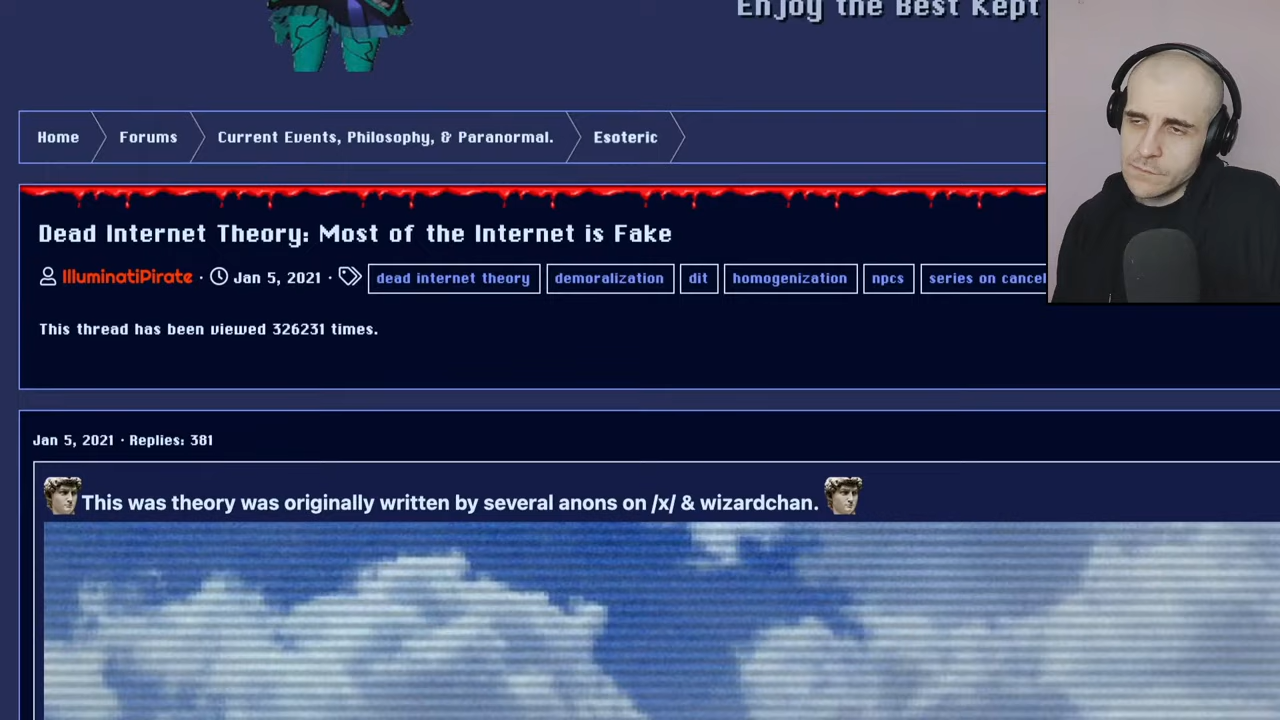 Enjoy the Best Kept
Home
Forums
Current Events, Philosophy, & Paranormal.
Esoteric
Dead Internet Theory: Most of the Internet is Fake
IlluminatiPirate · Jan 5, 2021 · dead internet theory demoralization dit homogenization npcs series on cancel
This thread has been viewed 326231 times.
Jan 5, 2021 · Replies: 381
This was theory was originally written by several anons on /x/ & wizardchan.